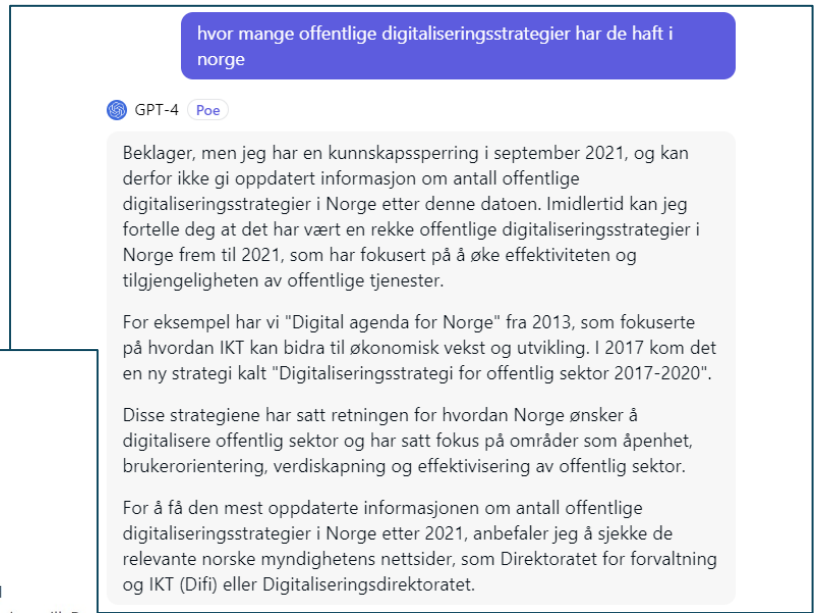 hvor mange offentlige digitaliseringsstrategier har de haft i
norge
GPT-4 Poe
Beklager, men jeg har en kunnskapssperring i september 2021, og kan
derfor ikke gi oppdatert informasjon om antall offentlige
digitaliseringsstrategier i Norge etter denne datoen. Imidlertid kan jeg
fortelle deg at det har vært en rekke offentlige digitaliseringsstrategier i
Norge frem til 2021, som har fokusert på å øke effektiviteten og
tilgjengeligheten av offentlige tjenester.
For eksempel har vi "Digital agenda for Norge" fra 2013, som fokuserte
på hvordan IKT kan bidra til økonomisk vekst og utvikling. I 2017 kom det
en ny strategi kalt "Digitaliseringsstrategi for offentlig sektor 2017-2020".
Disse strategiene har satt retningen for hvordan Norge ønsker å
digitalisere offentlig sektor og har satt fokus på områder som åpenhet,
brukerorientering, verdiskapning og effektivisering av offentlig sektor.
For å få den mest oppdaterte informasjonen om antall offentlige
digitaliseringsstrategier i Norge etter 2021, anbefaler jeg å sjekke de
relevante norske myndighetens nettsider, som Direktoratet for forvaltning
og IKT (Difi) eller Digitaliseringsdirektoratet.